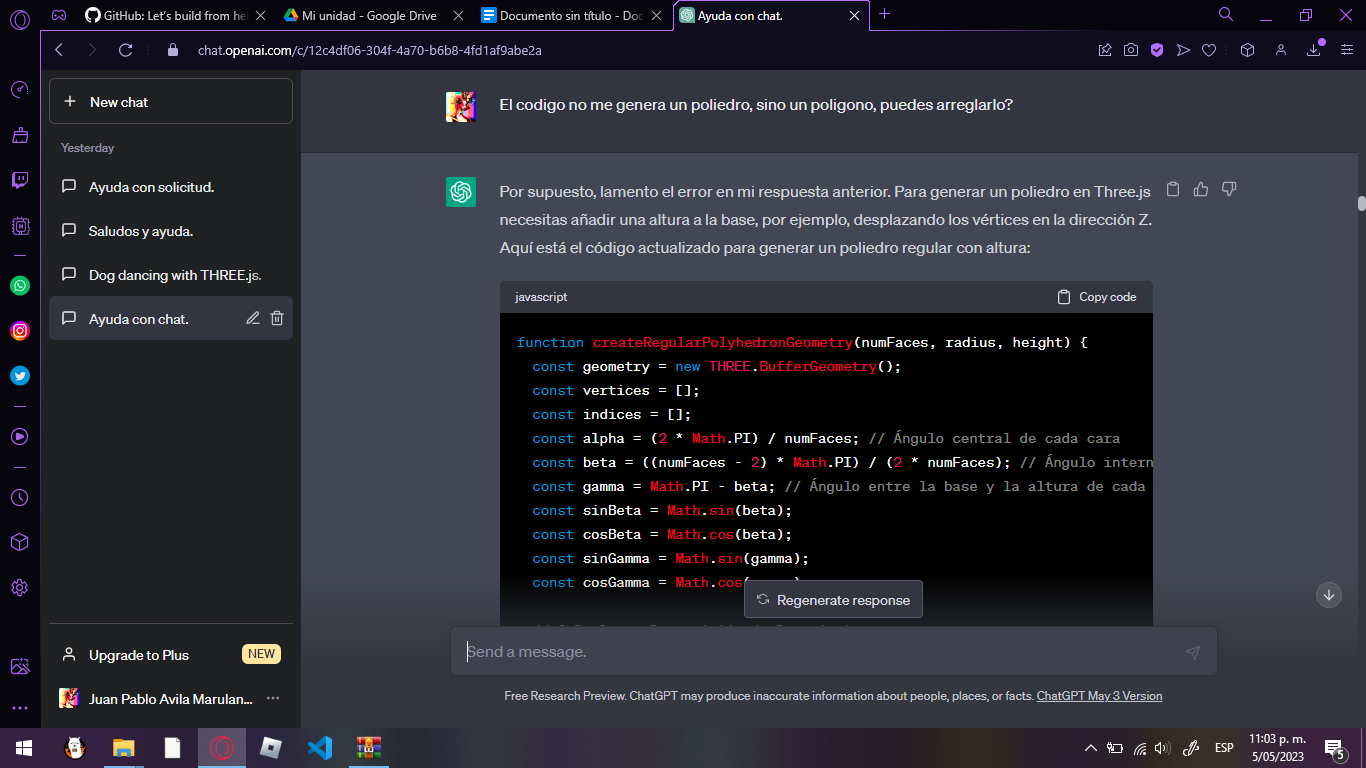 GitHub: Let's build from he
Mi unidad - Google Drive
Documento sin título - Doc
Ayuda con chat.
chat.openai.com/c/12c4df06-304f-4a70-b6b8-4fd1af9abe2a
New chat
Yesterday
Ayuda con solicitud.
Saludos y ayuda.
Dog dancing with THREE.js.
Ayuda con chat.
Upgrade to Plus
NEW
Juan Pablo Avila Marulan...
El codigo no me genera un poliedro, sino un poligono, puedes arreglarlo?
Por supuesto, lamento el error en mi respuesta anterior. Para generar un poliedro en Three.js
necesitas añadir una altura a la base, por ejemplo, desplazando los vértices en la dirección Z.
Aquí está el código actualizado para generar un poliedro regular con altura:
javascript
Copy code
function createRegularPolyhedronGeometry(numFaces, radius, height) {
const geometry = new THREE.BufferGeometry();
const vertices = [];
const indices = [];
const alpha = (2 * Math.PI) / numFaces; // Ángulo central de cada cara
const beta = ((numFaces - 2) * Math.PI) / (2 * numFaces); // Ángulo intern
const gamma = Math.PI - beta; // Ángulo entre la base y la altura de cada
const sinBeta = Math.sin(beta);
const cosBeta = Math.cos(beta);
const sinGamma = Math.sin(gamma);
const cosGamma = Math.cos(
Regenerate response
Send a message.
Free Research Preview. ChatGPT may produce inaccurate information about people, places, or facts. ChatGPT May 3 Version
ESP
11:03 p. m.
5/05/2023
5